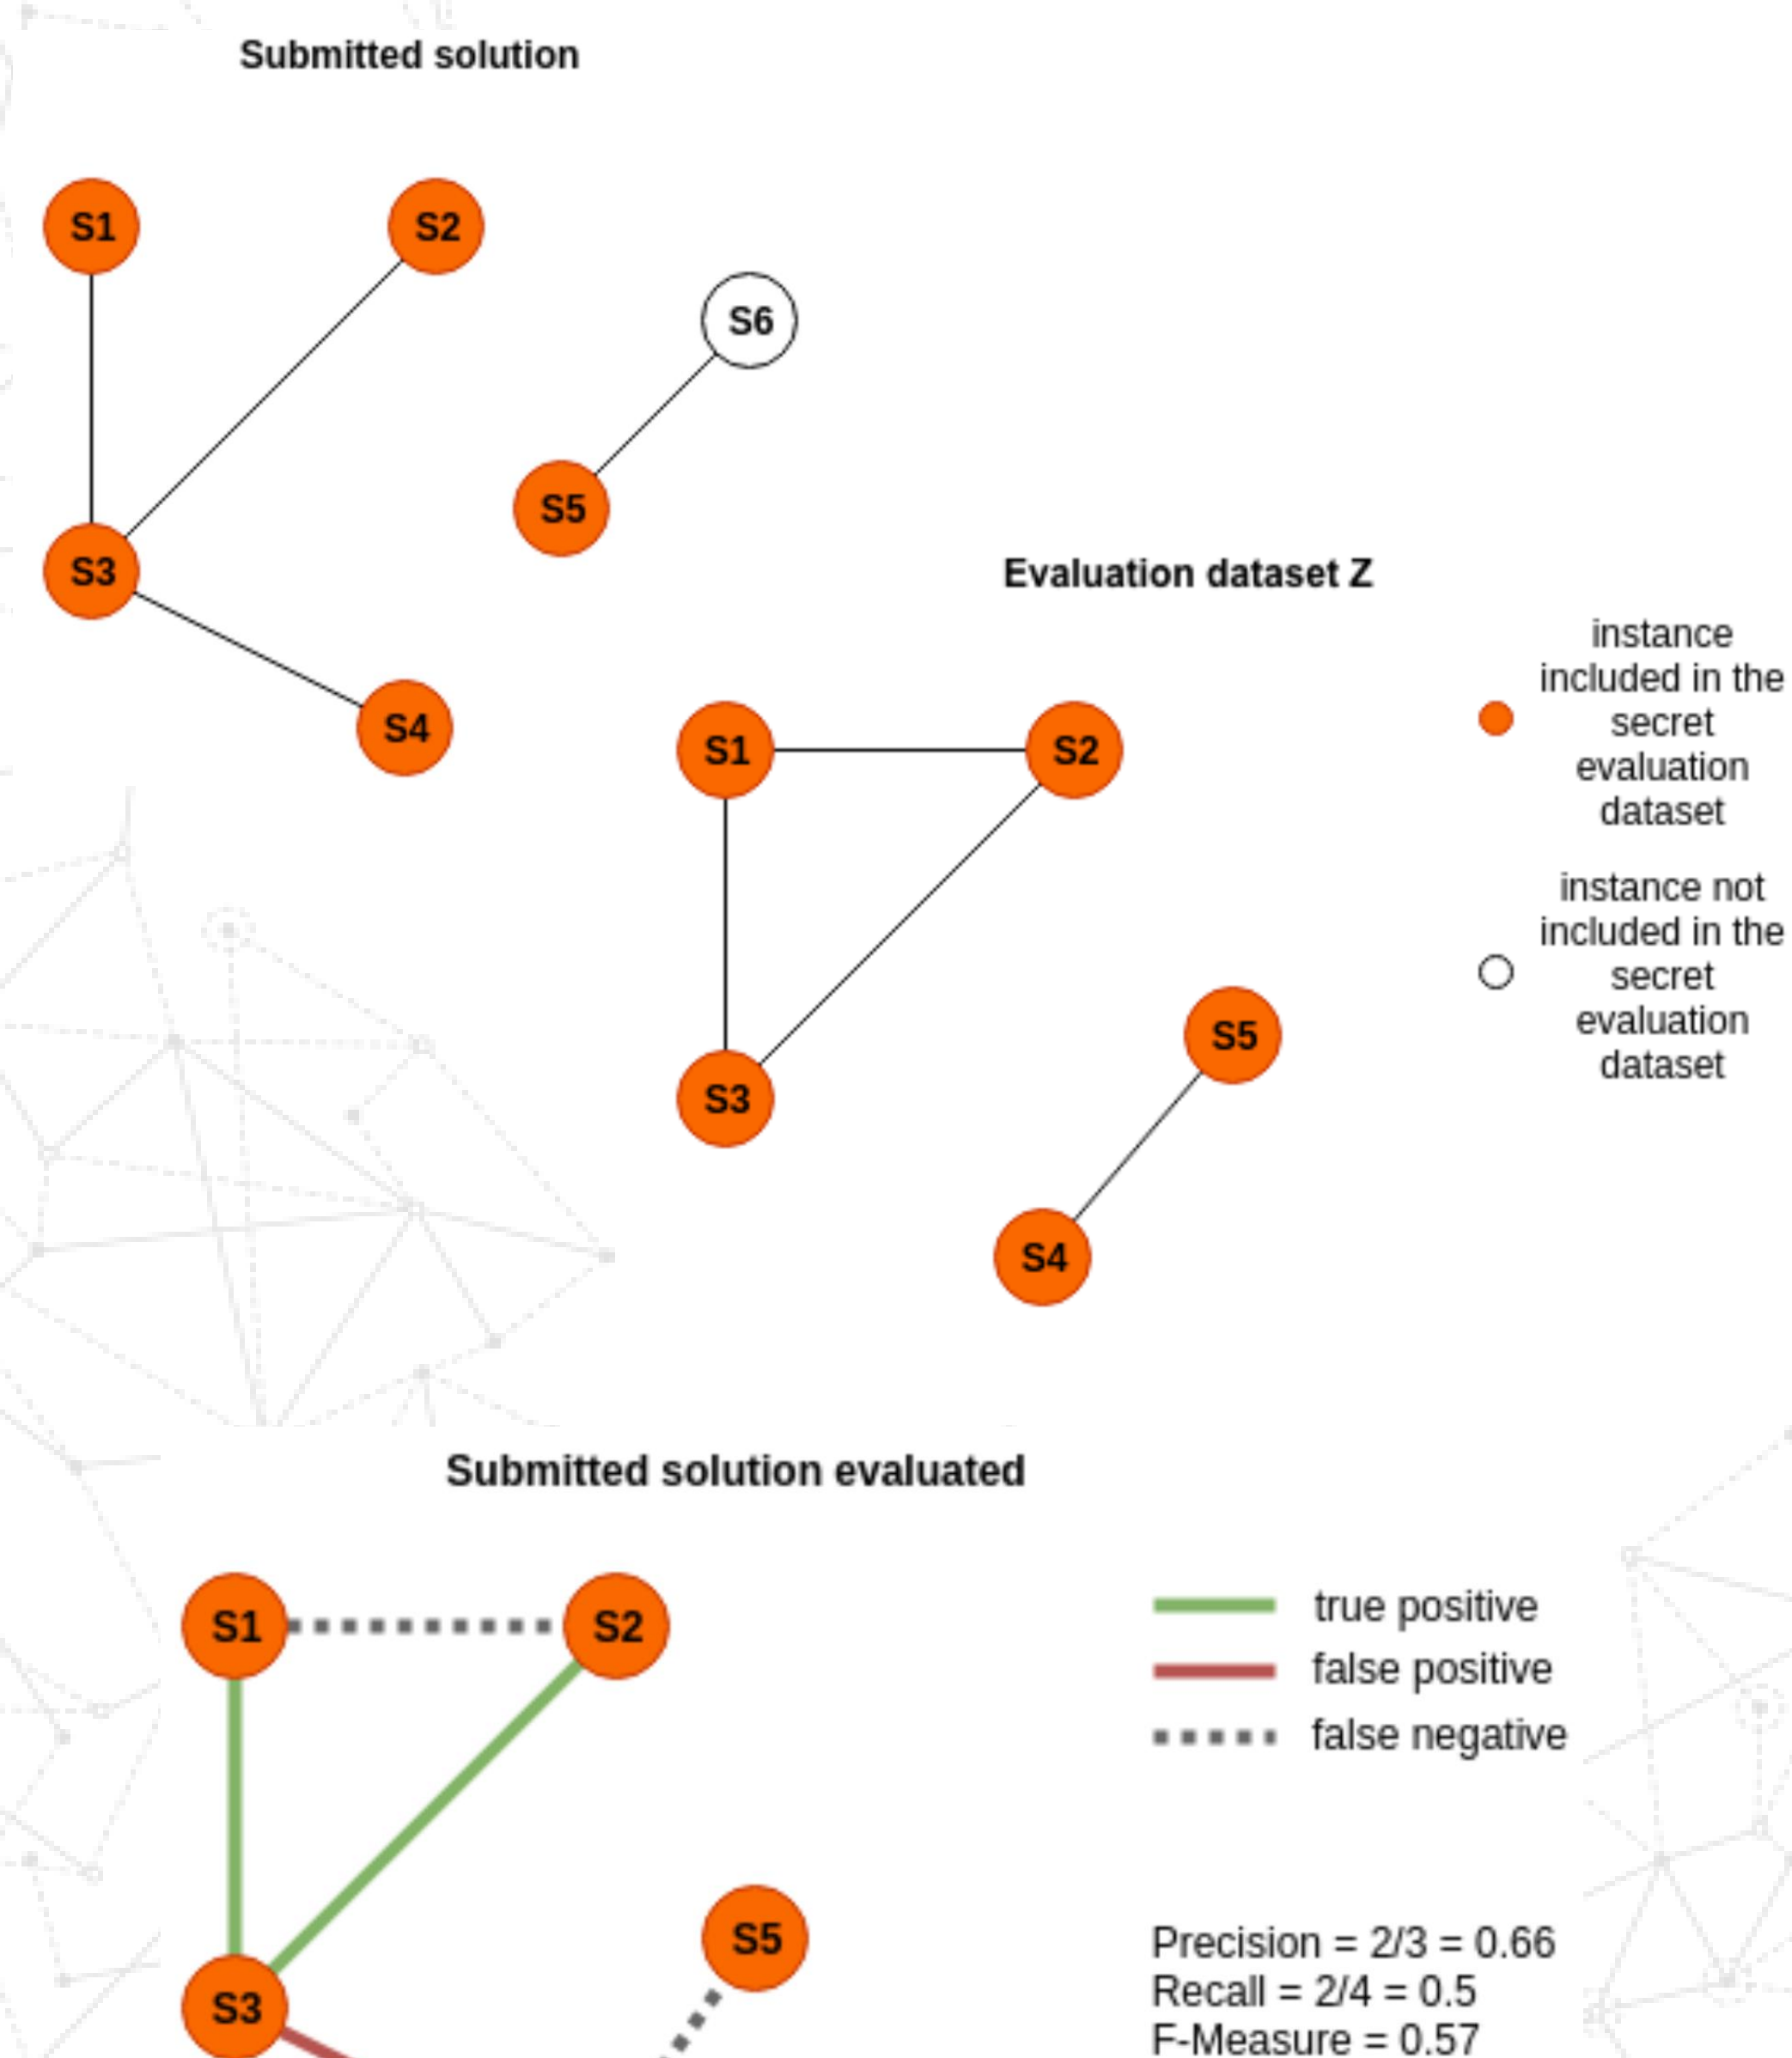 Submitted solution
S1
S2
S6
S5
S3
S4
Evaluation dataset Z
S1
S2
S3
S5
S4
instance
included in the
secret
evaluation
dataset
instance not
included in the
secret
evaluation
dataset
Submitted solution evaluated
S1
S2
S3
S5
true positive
false positive
false negative
Precision = 2/3 = 0.66
Recall = 2/4 = 0.5
F-Measure = 0.57